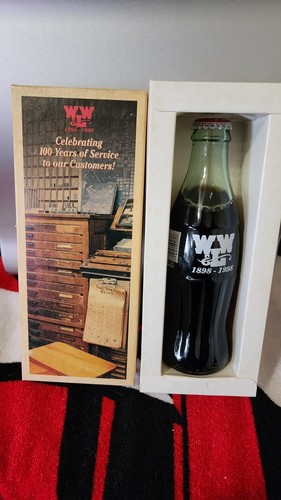 WW
&L
1898-1998
Celebrating
100 Years of Service
to our Customers!
WW
&L
1898 - 1998